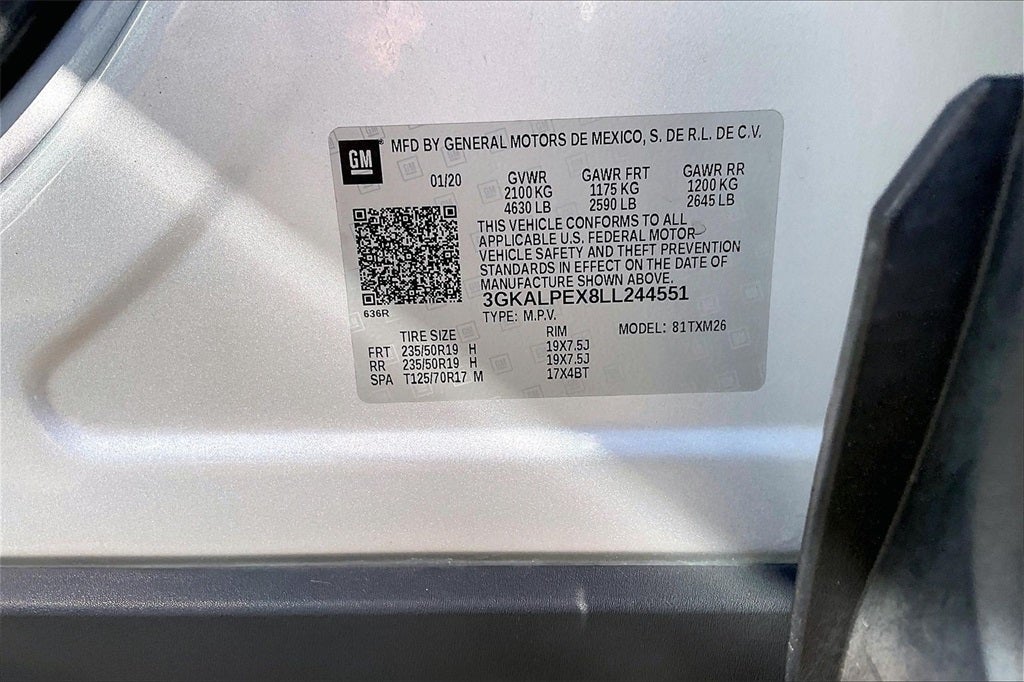 GM
MFD BY GENERAL MOTORS DE MEXICO, S. DE R.L. DE C.V.
01/20 GVWR GAWR FRT GAWR RR
2100 KG 1175 KG 1200 KG
4630 LB 2590 LB 2645 LB
THIS VEHICLE CONFORMS TO ALL
APPLICABLE U.S. FEDERAL MOTOR
VEHICLE SAFETY AND THEFT PREVENTION
STANDARDS IN EFFECT ON THE DATE OF
MANUFACTURE SHOWN ABOVE.
3GKALPEX8LL244551
636R
TYPE: M.P.V.
TIRE SIZE RIM MODEL: 81TXM26
FRT 235/50R19 H 19X7.5J
RR 235/50R19 H 19X7.5J
SPA T125/70R17 M 17X4BT